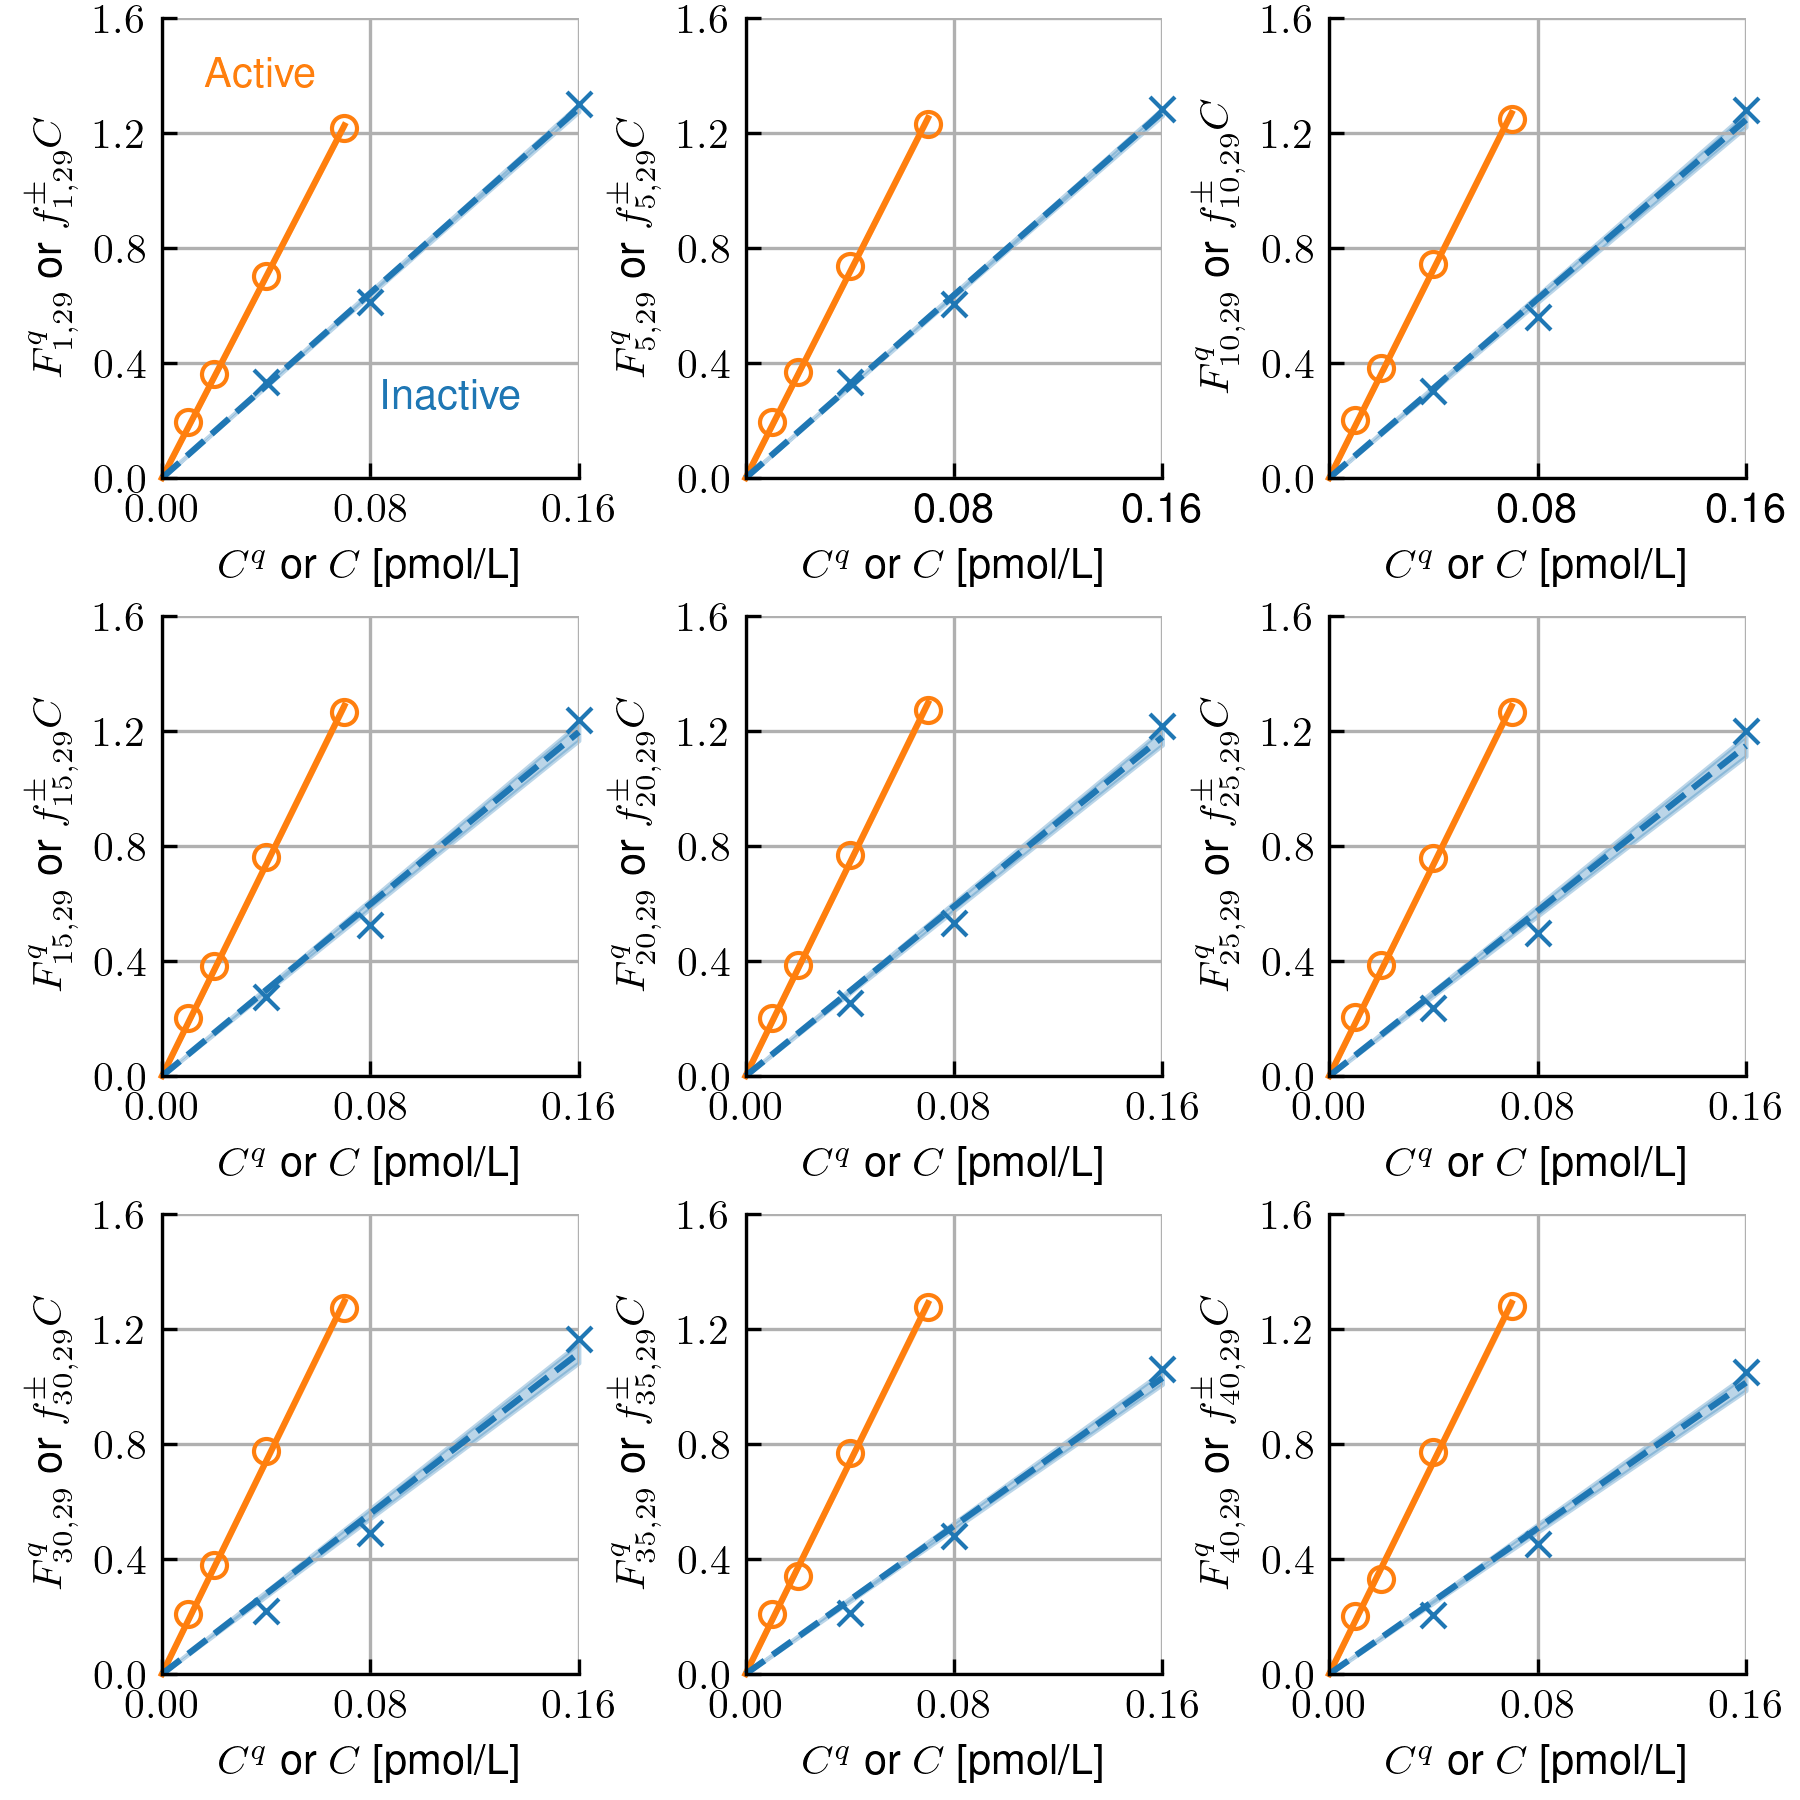 1.6
1.2
0.8
0.4
0.0
Active
Inactive
0.00 0.08 0.16
$F^{q}_{1,29}$ or $f^{\pm}_{1,29}C$
$C^q$ or $C$ [pmol/L]
1.6
1.2
0.8
0.4
0.0
0.08 0.16
$F^{q}_{5,29}$ or $f^{\pm}_{5,29}C$
$C^q$ or $C$ [pmol/L]
1.6
1.2
0.8
0.4
0.0
0.08 0.16
$F^{q}_{10,29}$ or $f^{\pm}_{10,29}C$
$C^q$ or $C$ [pmol/L]
1.6
1.2
0.8
0.4
0.0
0.00 0.08 0.16
$F^{q}_{15,29}$ or $f^{\pm}_{15,29}C$
$C^q$ or $C$ [pmol/L]
1.6
1.2
0.8
0.4
0.0
0.00 0.08 0.16
$F^{q}_{20,29}$ or $f^{\pm}_{20,29}C$
$C^q$ or $C$ [pmol/L]
1.6
1.2
0.8
0.4
0.0
0.00 0.08 0.16
$F^{q}_{25,29}$ or $f^{\pm}_{25,29}C$
$C^q$ or $C$ [pmol/L]
1.6
1.2
0.8
0.4
0.0
0.00 0.08 0.16
$F^{q}_{30,29}$ or $f^{\pm}_{30,29}C$
$C^q$ or $C$ [pmol/L]
1.6
1.2
0.8
0.4
0.0
0.00 0.08 0.16
$F^{q}_{35,29}$ or $f^{\pm}_{35,29}C$
$C^q$ or $C$ [pmol/L]
1.6
1.2
0.8
0.4
0.0
0.00 0.08 0.16
$F^{q}_{40,29}$ or $f^{\pm}_{40,29}C$
$C^q$ or $C$ [pmol/L]